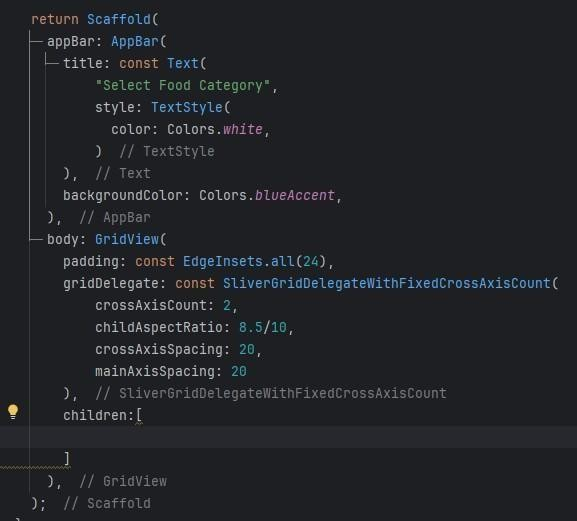 return Scaffold(
appBar: AppBar(
title: const Text(
"Select Food Category",
style: TextStyle(
color: Colors.white,
) // TextStyle
), // Text
backgroundColor: Colors.blueAccent,
), // AppBar
body: GridView(
padding: const EdgeInsets.all(24),
gridDelegate: const SliverGridDelegateWithFixedCrossAxisCount(
crossAxisCount: 2,
childAspectRatio: 8.5/10,
crossAxisSpacing: 20,
mainAxisSpacing: 20
), // SliverGridDelegateWithFixedCrossAxisCount
children:[
]
), // GridView
); // Scaffold